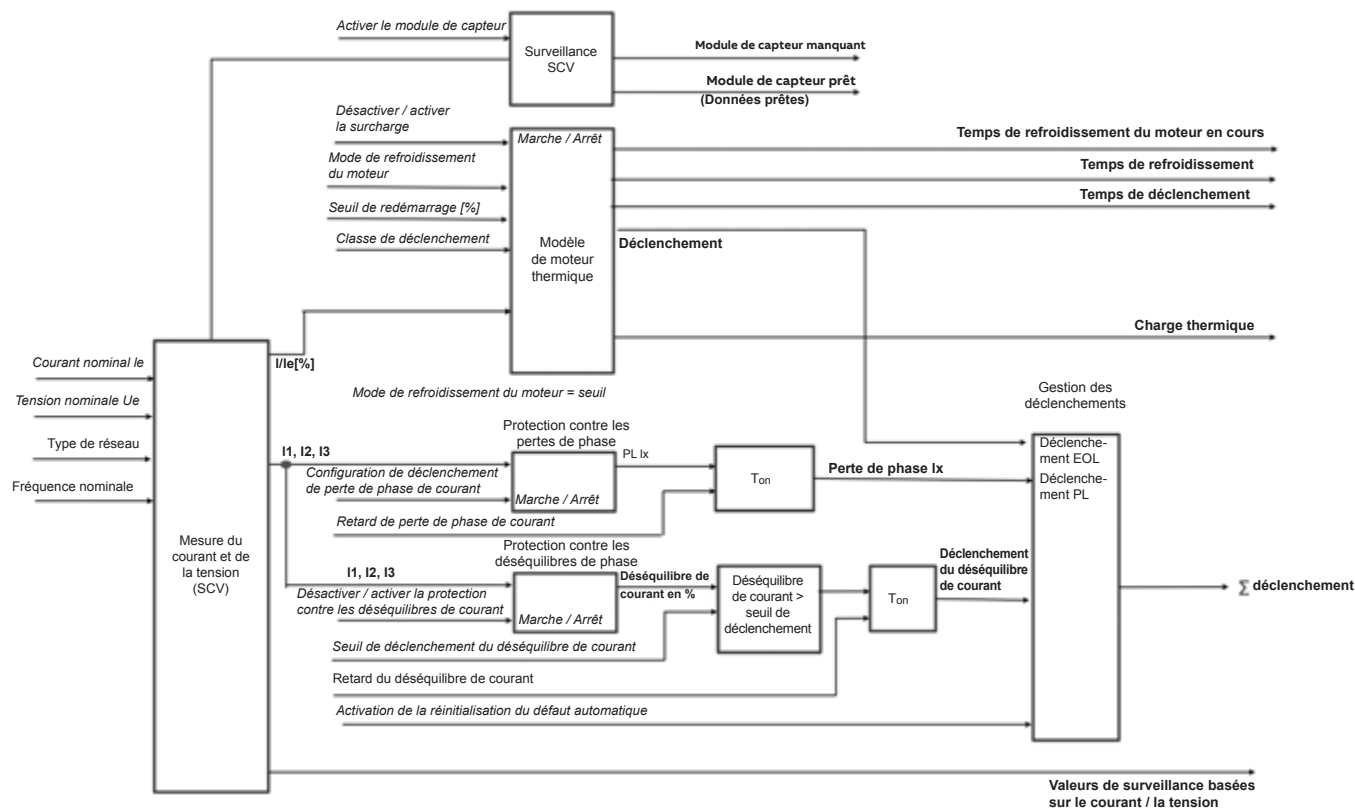 Activer le module de capteur
Surveillance
SCV
Module de capteur manquant
Module de capteur prêt
(Données prêtes)
Désactiver / activer
la surcharge
Marche / Arrêt
Temps de refroidissement du moteur en cours
Mode de refroidissement
du moteur
Temps de refroidissement
Temps de déclenchement
Seuil de redémarrage [%]
Classe de déclenchement
Modèle
de moteur
thermique
Déclenchement
Charge thermique
I/Ie[%]
Courant nominal Ie
Tension nominale Ue
Type de réseau
Fréquence nominale
Mesure du
courant et de
la tension
(SCV)
Mode de refroidissement du moteur = seuil
Gestion des
déclenchements
Protection contre les
pertes de phase
I1, I2, I3
PL Ix
Configuration de déclenchement
de perte de phase de courant
Marche / Arrêt
Ton
Perte de phase Ix
Déclenche-
ment EOL
Déclenche-
ment PL
Retard de perte de phase de courant
Protection contre les
déséquilibres de phase
I1, I2, I3
Désactiver / activer la protection
contre les déséquilibres de courant
Marche / Arrêt
Déséquilibre de
courant en %
Déséquilibre
de courant >
seuil de
déclenchement
Ton
Déclenchement
du déséquilibre
de courant
∑ déclenchement
Seuil de déclenchement du déséquilibre de courant
Retard du déséquilibre de courant
Activation de la réinitialisation du défaut automatique
Valeurs de surveillance basées
sur le courant / la tension